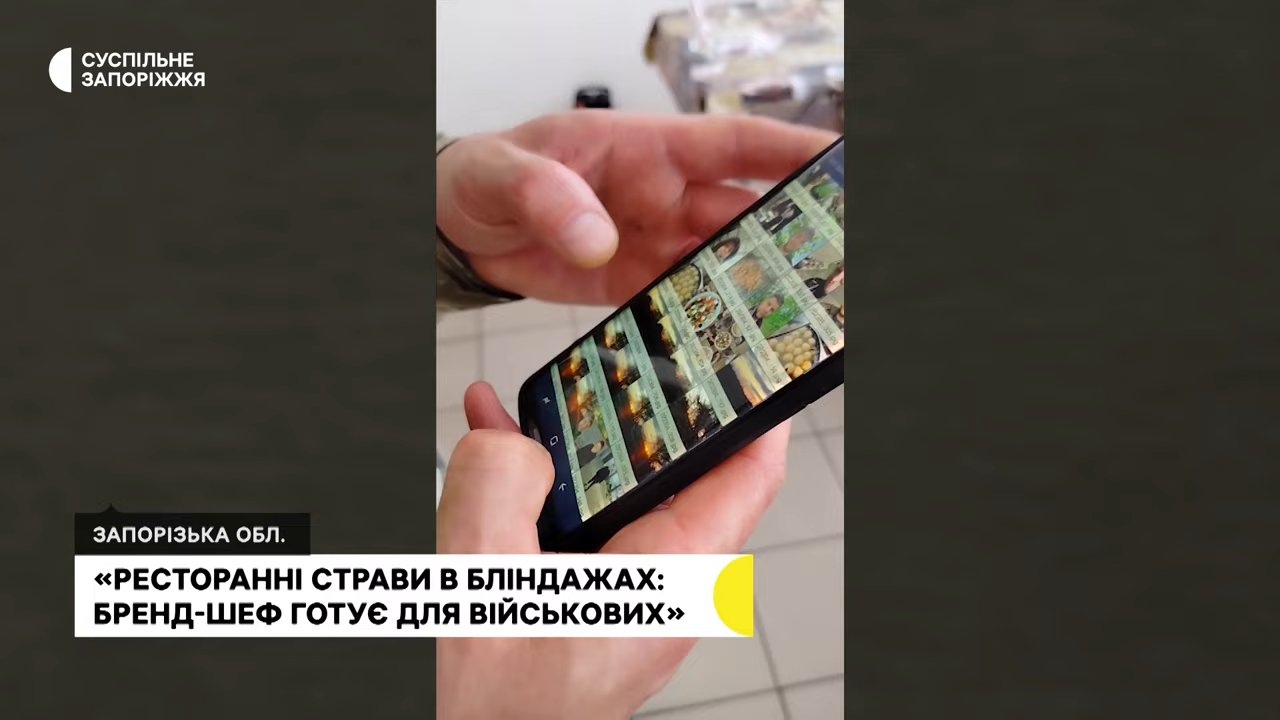 СУСПІЛЬНЕ
ЗАПОРІЖЖЯ
ЗАПОРІЗЬКА ОБЛ.
«РЕСТОРАННІ СТРАВИ В БЛІНДАЖАХ:
БРЕНД-ШЕФ ГОТУЄ ДЛЯ ВІЙСЬКОВИХ»